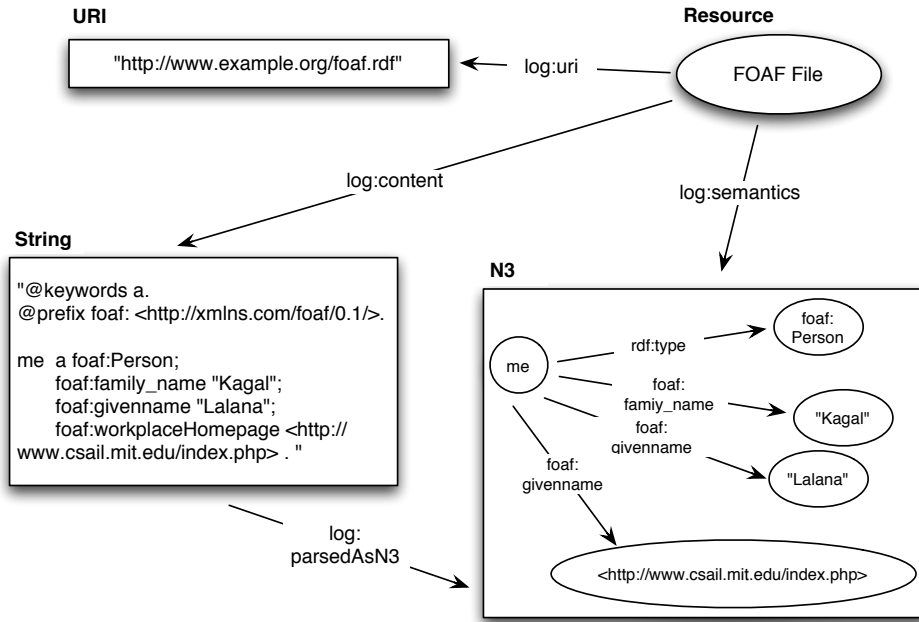 URI
Resource
"http://www.example.org/foaf.rdf"
log:uri
FOAF File
log:content
log:semantics
String
"@keywords a.
@prefix foaf: <http://xmlns.com/foaf/0.1/>.
me a foaf:Person;
foaf:family_name "Kagal";
foaf:givenname "Lalana";
foaf:workplaceHomepage <http://
www.csail.mit.edu/index.php> . "
log:
parsedAsN3
N3
me
rdf:type
foaf:
Person
foaf:
famiy_name
"Kagal"
foaf:
givenname
"Lalana"
foaf:
givenname
<http://www.csail.mit.edu/index.php>